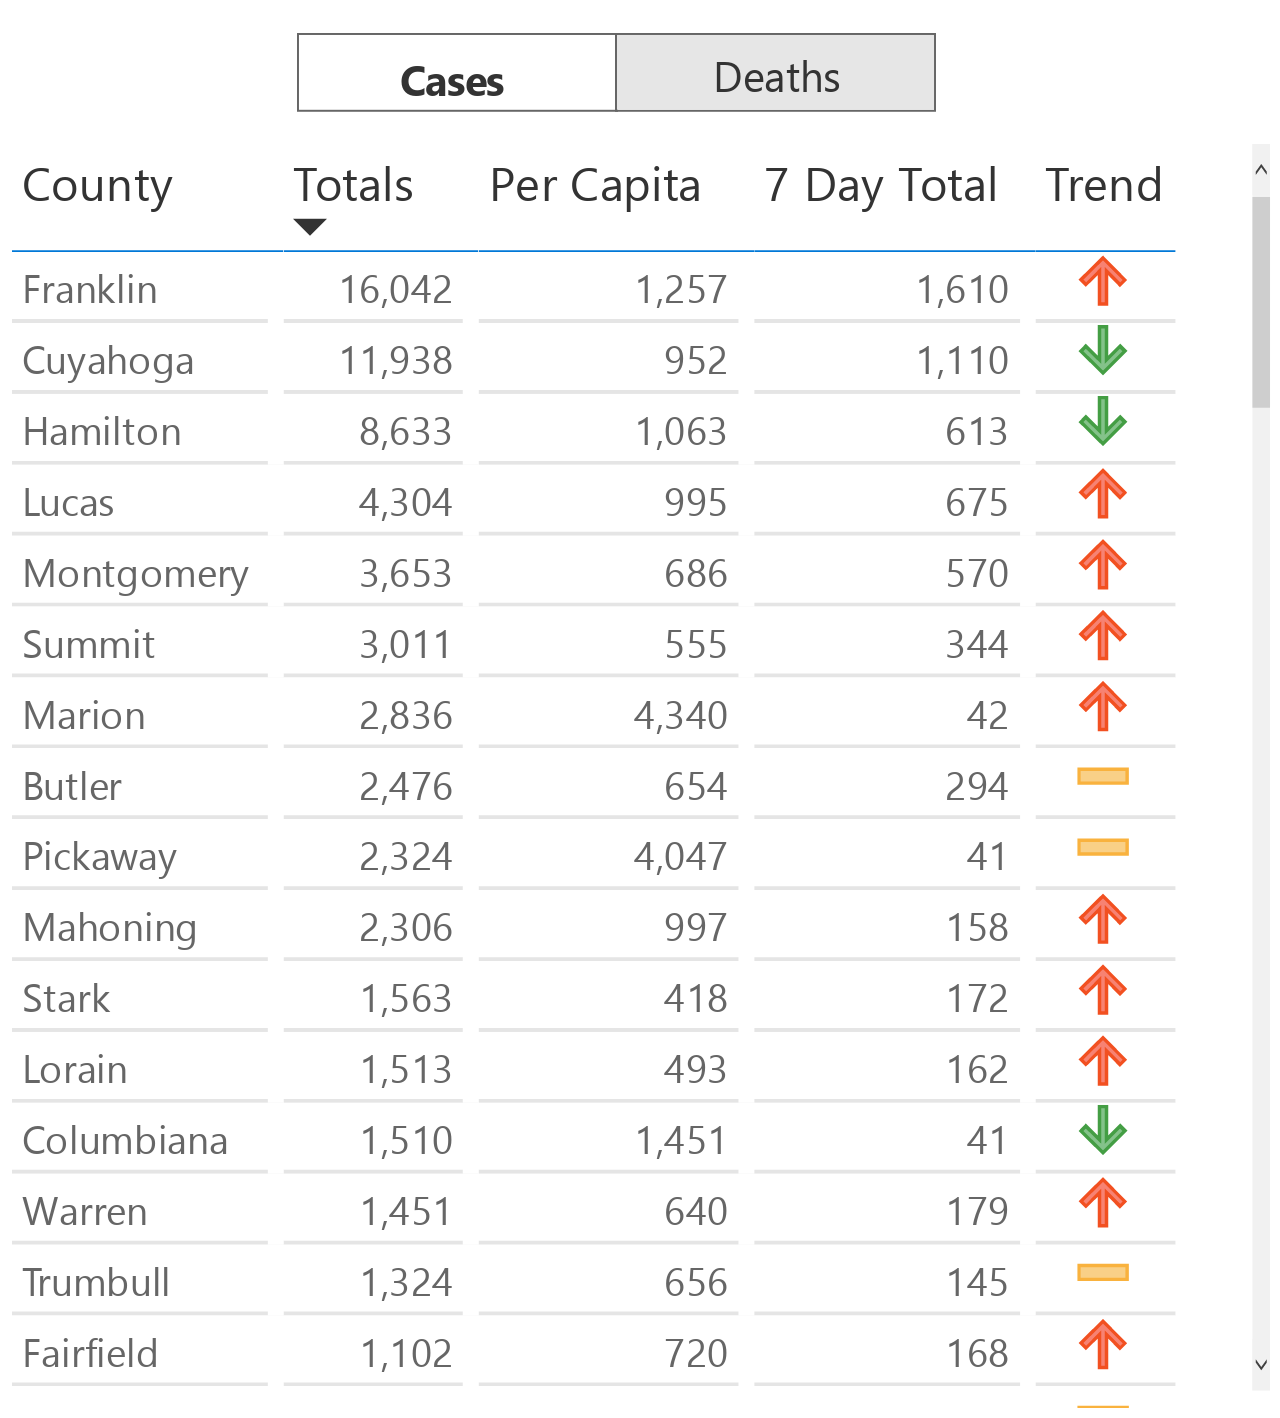 Cases Deaths
County Totals Per Capita 7 Day Total Trend
Franklin 16,042 1,257 1,610
Cuyahoga 11,938 952 1,110
Hamilton 8,633 1,063 613
Lucas 4,304 995 675
Montgomery 3,653 686 570
Summit 3,011 555 344
Marion 2,836 4,340 42
Butler 2,476 654 294
Pickaway 2,324 4,047 41
Mahoning 2,306 997 158
Stark 1,563 418 172
Lorain 1,513 493 162
Columbiana 1,510 1,451 41
Warren 1,451 640 179
Trumbull 1,324 656 145
Fairfield 1,102 720 168